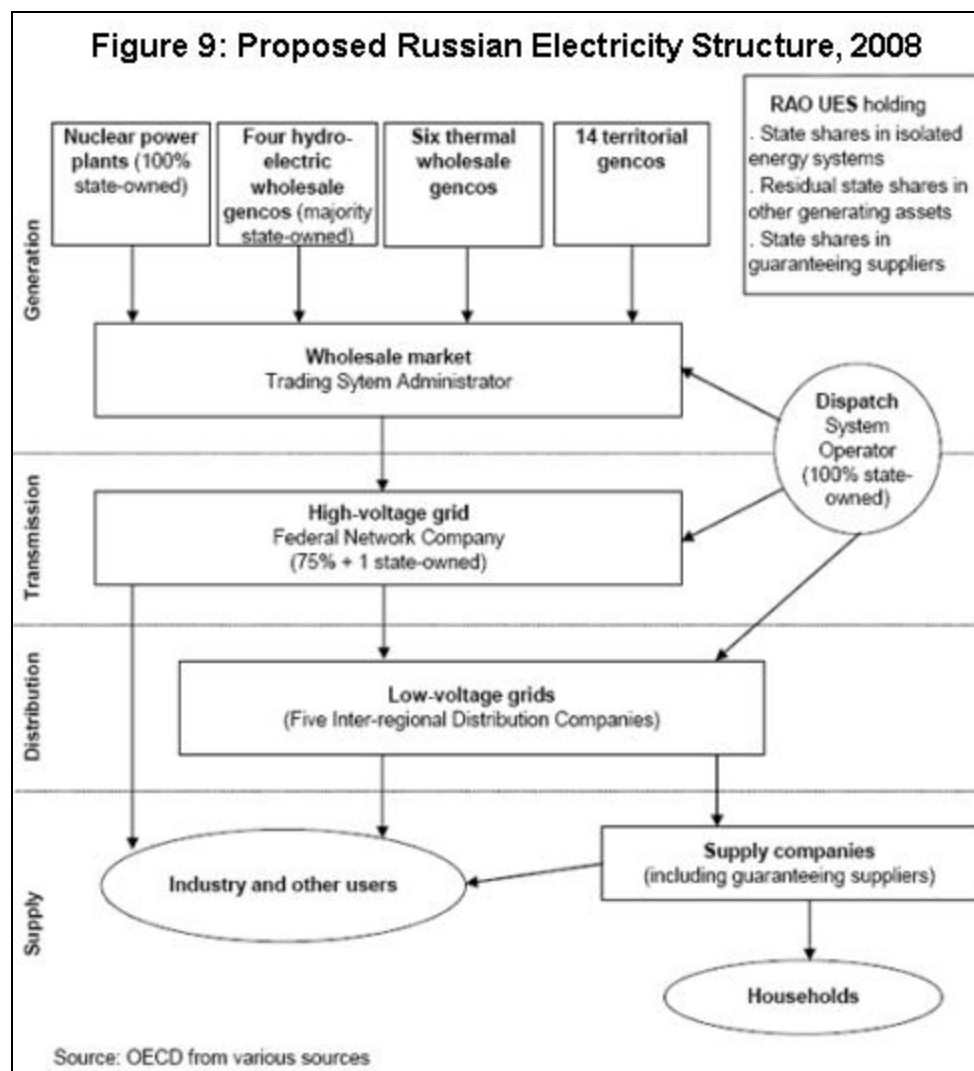 Figure 9: Proposed Russian Electricity Structure, 2008
Nuclear power
plants (100%
state-owned)
Four hydro-
electric
wholesale
gencos (majority
state-owned)
Six thermal
wholesale
gencos
14 territorial
gencos
RAO UES holding
. State shares in isolated
energy systems
. Residual state shares in
other generating assets
. State shares in
guaranteeing suppliers
Generation
Wholesale market
Trading Sytem Administrator
Dispatch
System
Operator
(100% state-
owned)
Transmission
High-voltage grid
Federal Network Company
(75% + 1 state-owned)
Distribution
Low-voltage grids
(Five Inter-regional Distribution Companies)
Supply
Industry and other users
Supply companies
(including guaranteeing suppliers)
Households
Source: OECD from various sources